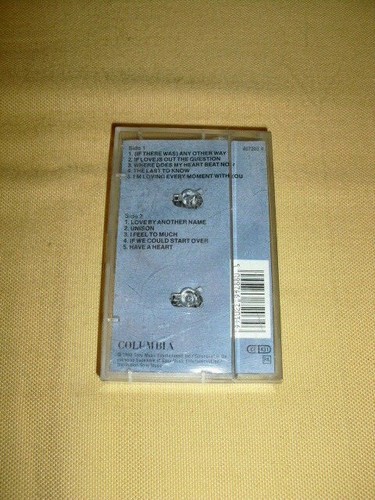 Side 1
1. (IF THERE WAS) ANY OTHER WAY
2. IF LOVE IS OUT THE QUESTION
3. WHERE DOES MY HEART BEAT NOW
4. THE LAST TO KNOW
5. I'M LOVING EVERY MOMENT WITH YOU
Side 2
1. LOVE BY ANOTHER NAME
2. UNISON
3. I FEEL TO MUCH
4. IF WE COULD START OVER
5. HAVE A HEART
COLUMBIA